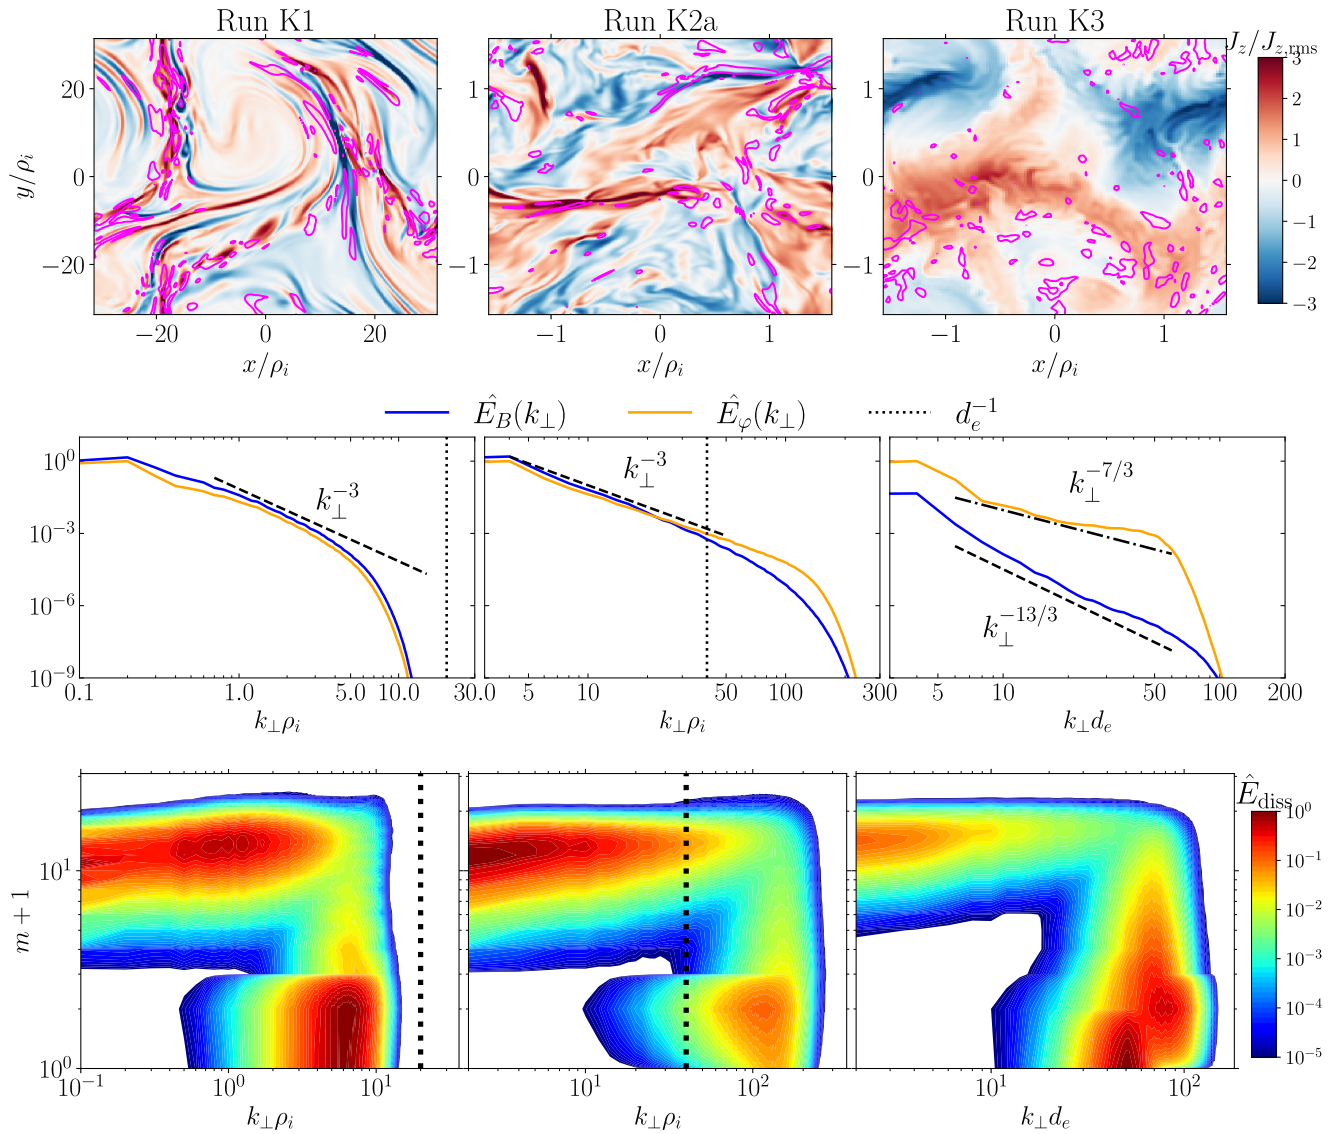 Run K1 Run K2a Run K3
J_z/J_{z,rms}
20 0 −20
y/ρ_i
−20 0 20
x/ρ_i
1 0 −1
−1 0 1
x/ρ_i
1 0 −1
−1 0 1
x/ρ_i
3 2 1 0 −1 −2 −3
Ê_B(k_⊥) Ê_φ(k_⊥) d_e^{−1}
10^0 10^{−3} 10^{−6} 10^{−9}
k_⊥^{−3}
0.1 1.0 5.0 10.0 30
k_⊥ρ_i
k_⊥^{−3}
3.0 10 50 100 300
k_⊥ρ_i
k_⊥^{−7/3}
k_⊥^{−13/3}
5 10 50 100 200
k_⊥d_e
Ê_diss
10^1 10^0
m + 1
10^{−1} 10^0 10^1
k_⊥ρ_i
10^1 10^2
k_⊥ρ_i
10^1 10^2
k_⊥d_e
10^0 10^{−1} 10^{−2} 10^{−3} 10^{−4} 10^{−5}